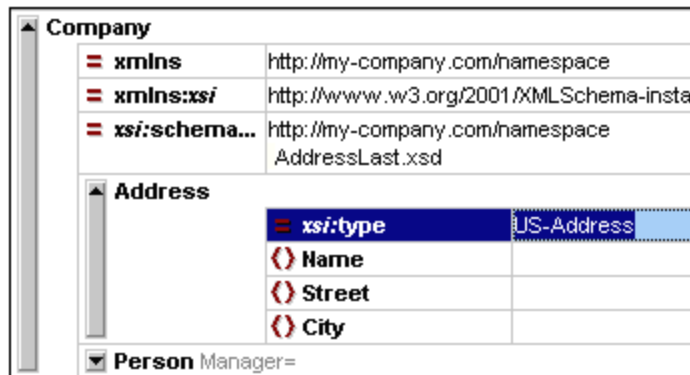 Company
= xmlns http://my-company.com/namespace
= xmlns:xsi http://www.w3.org/2001/XMLSchema-insta
= xsi:schema... http://my-company.com/namespace
AddressLast.xsd
Address
= xsi:type US-Address
{} Name
{} Street
{} City
Person Manager=